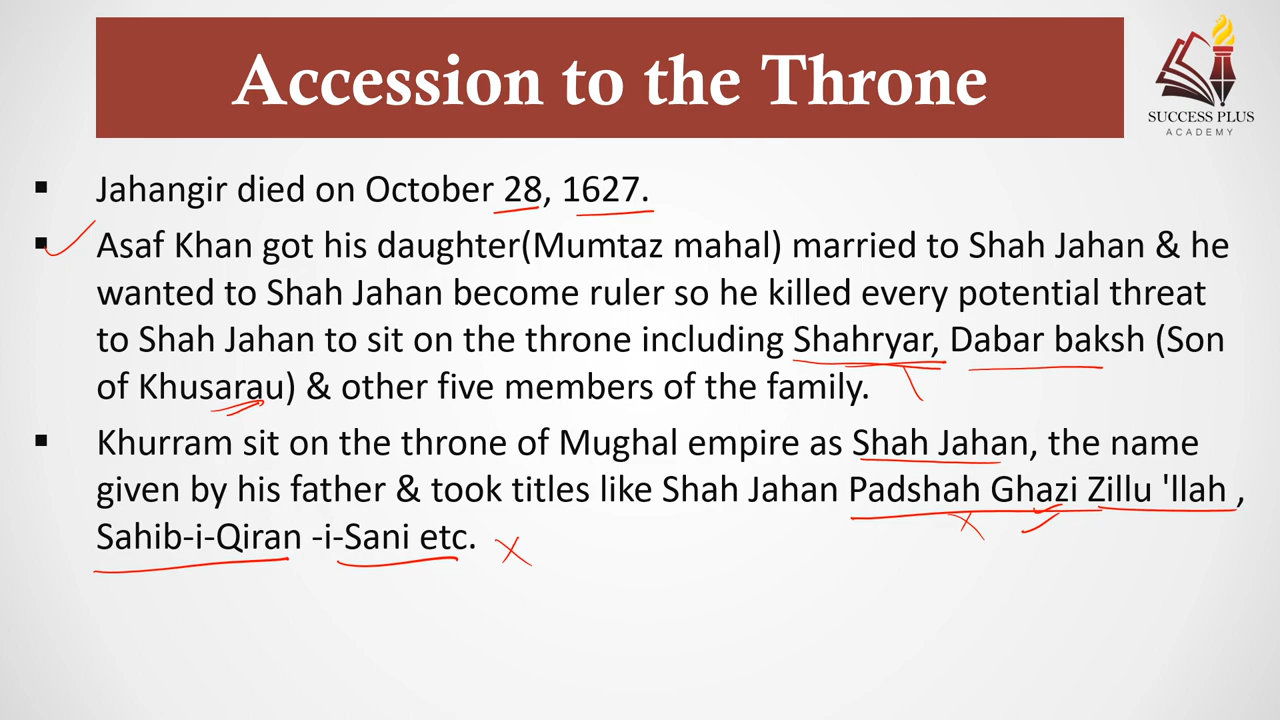 Accession to the Throne
SUCCESS PLUS
ACADEMY
▪ Jahangir died on October 28, 1627.
▪ Asaf Khan got his daughter(Mumtaz mahal) married to Shah Jahan & he
wanted to Shah Jahan become ruler so he killed every potential threat
to Shah Jahan to sit on the throne including Shahryar, Dabar baksh (Son
of Khusarau) & other five members of the family.
▪ Khurram sit on the throne of Mughal empire as Shah Jahan, the name
given by his father & took titles like Shah Jahan Padshah Ghazi Zillu 'llah ,
Sahib-i-Qiran -i-Sani etc.